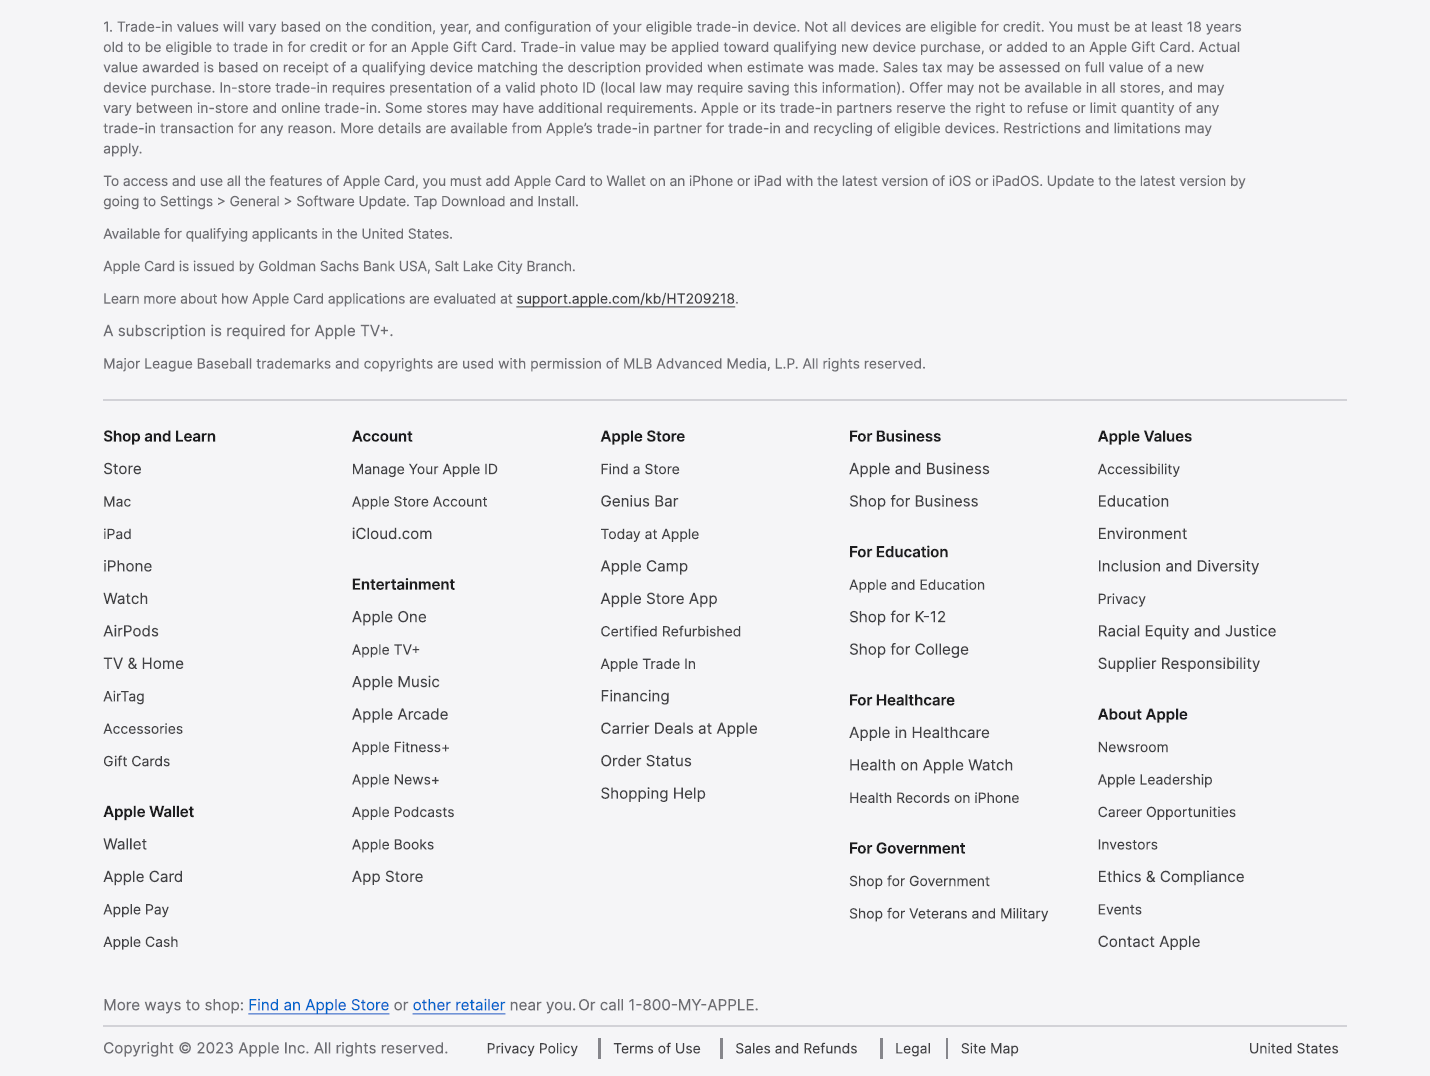 1. Trade-in values will vary based on the condition, year, and configuration of your eligible trade-in device. Not all devices are eligible for credit. You must be at least 18 years
old to be eligible to trade in for credit or for an Apple Gift Card. Trade-in value may be applied toward qualifying new device purchase, or added to an Apple Gift Card. Actual
value awarded is based on receipt of a qualifying device matching the description provided when estimate was made. Sales tax may be assessed on full value of a new
device purchase. In-store trade-in requires presentation of a valid photo ID (local law may require saving this information). Offer may not be available in all stores, and may
vary between in-store and online trade-in. Some stores may have additional requirements. Apple or its trade-in partners reserve the right to refuse or limit quantity of any
trade-in transaction for any reason. More details are available from Apple’s trade-in partner for trade-in and recycling of eligible devices. Restrictions and limitations may
apply.
To access and use all the features of Apple Card, you must add Apple Card to Wallet on an iPhone or iPad with the latest version of iOS or iPadOS. Update to the latest version by
going to Settings > General > Software Update. Tap Download and Install.
Available for qualifying applicants in the United States.
Apple Card is issued by Goldman Sachs Bank USA, Salt Lake City Branch.
Learn more about how Apple Card applications are evaluated at support.apple.com/kb/HT209218.
A subscription is required for Apple TV+.
Major League Baseball trademarks and copyrights are used with permission of MLB Advanced Media, L.P. All rights reserved.
Shop and Learn
Store
Mac
iPad
iPhone
Watch
AirPods
TV & Home
AirTag
Accessories
Gift Cards
Apple Wallet
Wallet
Apple Card
Apple Pay
Apple Cash
Account
Manage Your Apple ID
Apple Store Account
iCloud.com
Entertainment
Apple One
Apple TV+
Apple Music
Apple Arcade
Apple Fitness+
Apple News+
Apple Podcasts
Apple Books
App Store
Apple Store
Find a Store
Genius Bar
Today at Apple
Apple Camp
Apple Store App
Certified Refurbished
Apple Trade In
Financing
Carrier Deals at Apple
Order Status
Shopping Help
For Business
Apple and Business
Shop for Business
For Education
Apple and Education
Shop for K-12
Shop for College
For Healthcare
Apple in Healthcare
Health on Apple Watch
Health Records on iPhone
For Government
Shop for Government
Shop for Veterans and Military
Apple Values
Accessibility
Education
Environment
Inclusion and Diversity
Privacy
Racial Equity and Justice
Supplier Responsibility
About Apple
Newsroom
Apple Leadership
Career Opportunities
Investors
Ethics & Compliance
Events
Contact Apple
More ways to shop: Find an Apple Store or other retailer near you. Or call 1-800-MY-APPLE.
Copyright © 2023 Apple Inc. All rights reserved. Privacy Policy Terms of Use Sales and Refunds Legal Site Map United States